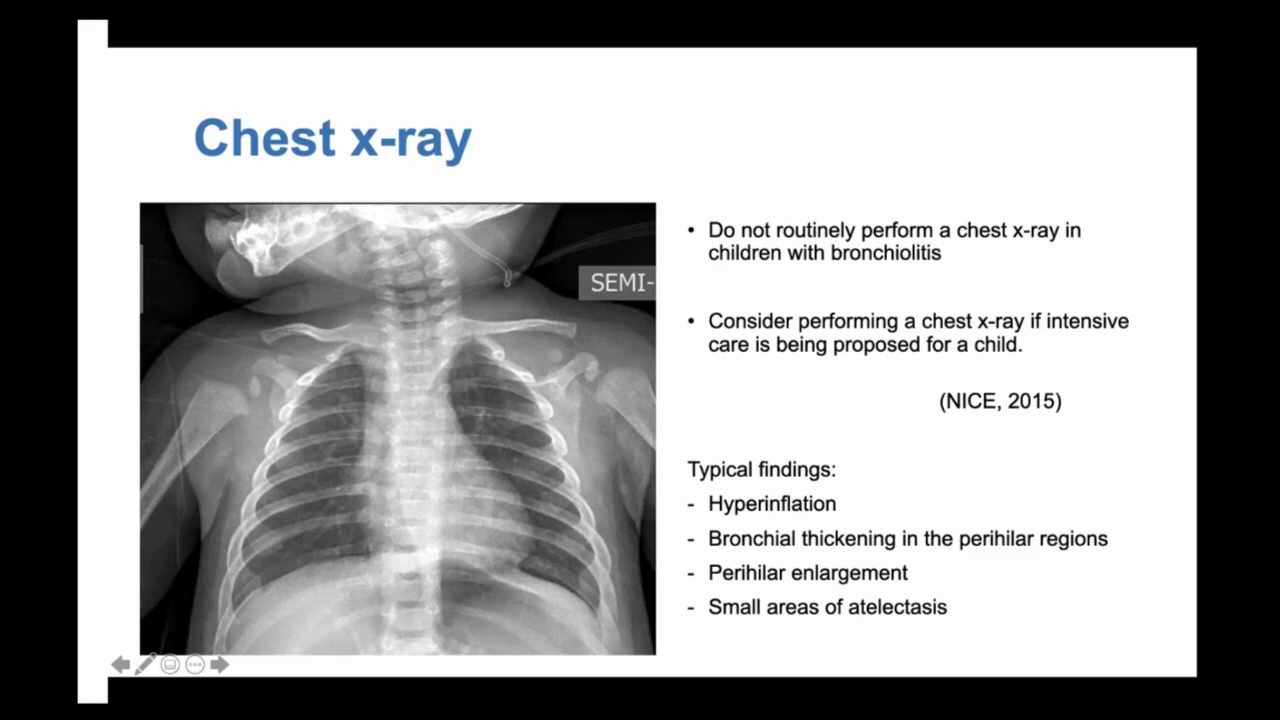 Chest x-ray
SEMI-
• Do not routinely perform a chest x-ray in
children with bronchiolitis
• Consider performing a chest x-ray if intensive
care is being proposed for a child.
(NICE, 2015)
Typical findings:
- Hyperinflation
- Bronchial thickening in the perihilar regions
- Perihilar enlargement
- Small areas of atelectasis